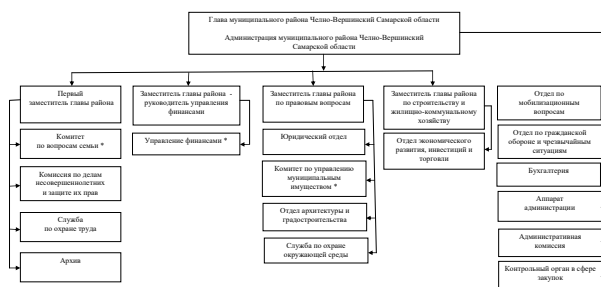 Глава муниципального района Челно-Вершинский Самарской области
Администрация муниципального района Челно-Вершинский
Самарской области
Первый
заместитель главы района
Заместитель главы района -
руководитель управления
финансами
Заместитель главы района
по правовым вопросам
Заместитель главы района
по строительству и
жилищно-коммунальному
хозяйству
Отдел по
мобилизационным
вопросам
Комитет
по вопросам семьи *
Управление финансами *
Юридический отдел
Отдел экономического
развития, инвестиций и
торговли
Отдел по гражданской
обороне и чрезвычайным
ситуациям
Комиссия по делам
несовершеннолетних
и защите их прав
Комитет по управлению
муниципальным
имуществом *
Бухгалтерия
Служба
по охране труда
Отдел архитектуры и
градостроительства
Аппарат
администрации
Архив
Служба по охране
окружающей среды
Административная
комиссия
Контрольный орган в сфере
закупок